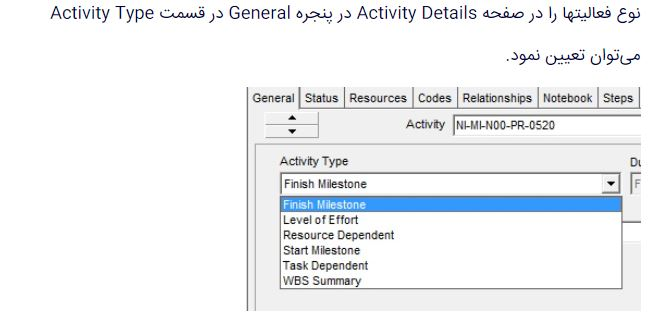 نوع فعالیتها را در صفحه Activity Details در پنجره General در قسمت Activity Type
می‌توان تعیین نمود.
General Status Resources Codes Relationships Notebook Steps
Activity NI-MI-N00-PR-0520
Activity Type
Finish Milestone
Finish Milestone
Level of Effort
Resource Dependent
Start Milestone
Task Dependent
WBS Summary